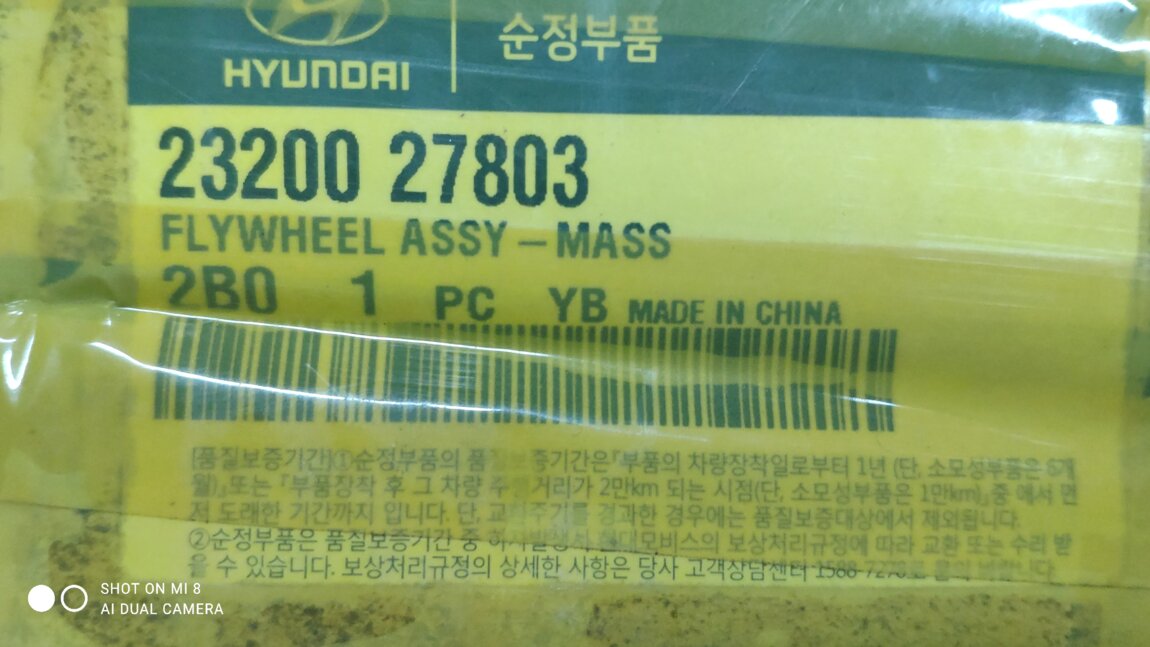 HYUNDAI
순정부품
23200 27803
FLYWHEEL ASSY – MASS
2B0 1 PC YB MADE IN CHINA
[품질보증기간]①순정부품의 품질보증기간은『부품의 차량장착일로부터 1년 (단, 소모성부품은 6개
월)』또는 『부품장착 후 그 차량 주행거리가 2만km 되는 시점(단, 소모성부품은 1만km)』중 에서 먼
저 도래한 기간까지 입니다. 단, 교환주기를 경과한 경우에는 품질보증대상에서 제외됩니다.
②순정부품은 품질보증기간 중 하자발생시 현대모비스의 보상처리규정에 따라 교환 또는 수리 받
을 수 있습니다. 보상처리규정의 상세한 사항은 당사 고객상담센터 1588-7278로
SHOT ON MI 8
AI DUAL CAMERA